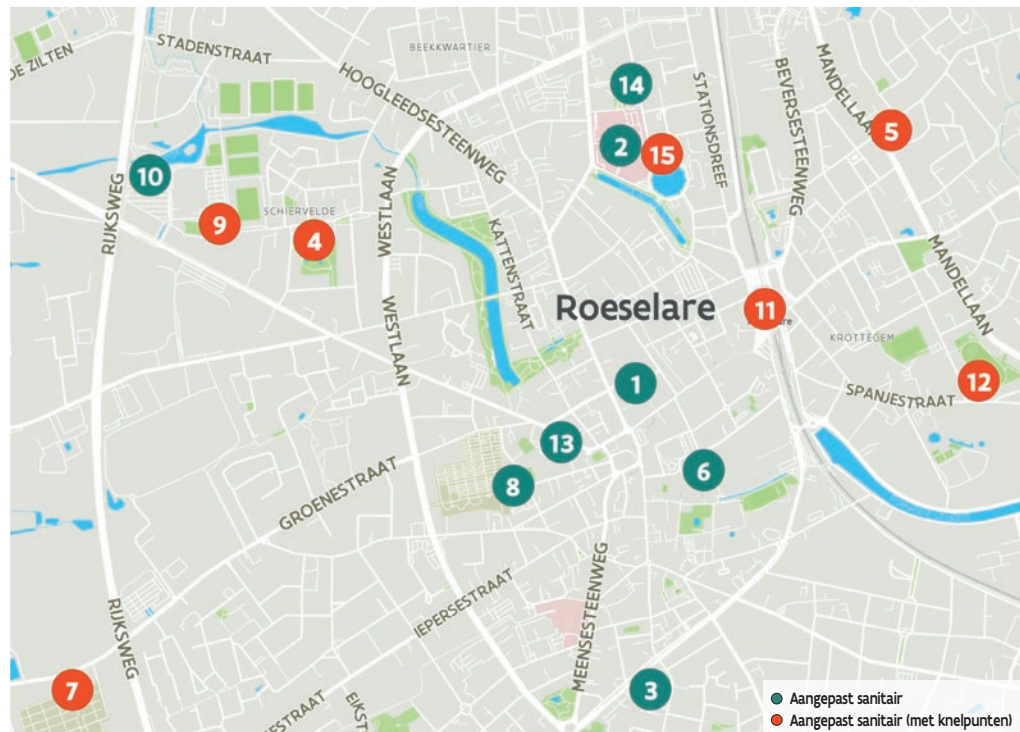 DE ZILTEN
STADENSTRAAT
BEEKKWARTIER
HOOGLEEDSESTEENWEG
14
STATIONSDREEF
BEVERSESTEENWEG
MANDELLAAN
5
2
15
10
RIJKSWEG
9
SCHIERVELDE
4
WESTLAAN
KATTENSTRAAT
MANDELLAAN
Roeselare
11
WESTLAAN
KROTTEGEM
1
12
SPANJESTRAAT
13
6
8
GROENESTRAAT
IEPERSESTRAAT
MEENSESTEENWEG
RIJKSWEG
7
3
ESTRAAT
EIKST
Aangepast sanitair
Aangepast sanitair (met knelpunten)